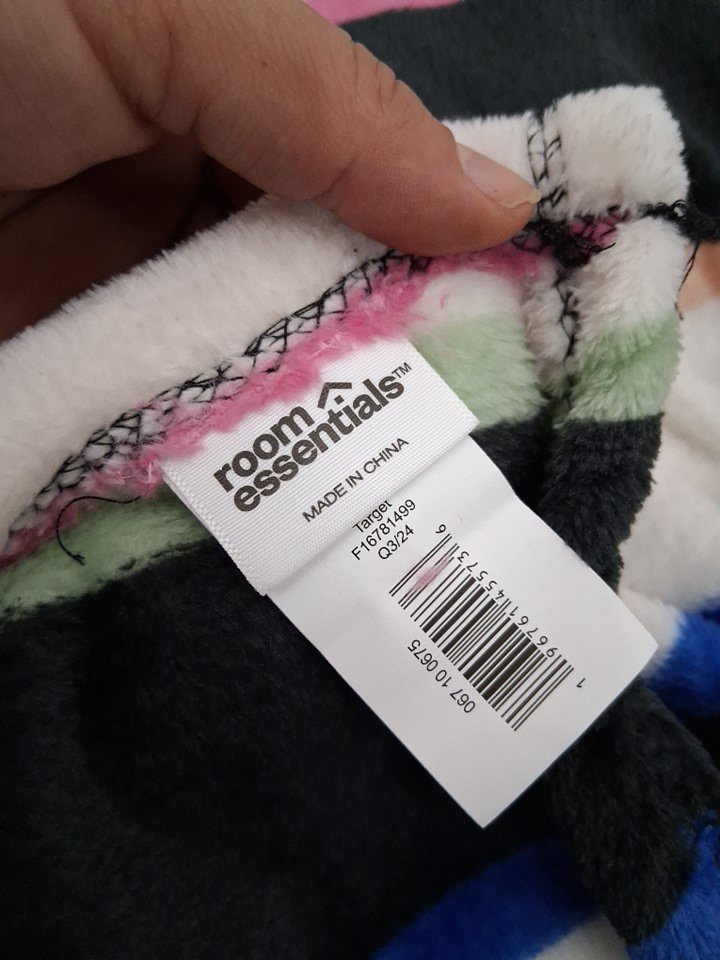 room
essentials™
MADE IN CHINA
Target
F16781499
Q3/24
1 96761 45573 6
067 10 0675